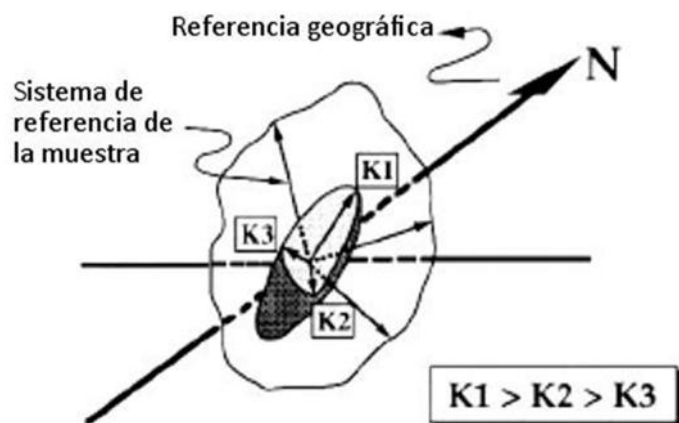 Referencia geográfica
N
Sistema de
referencia de
la muestra
K1
K3
K2
K1 > K2 > K3